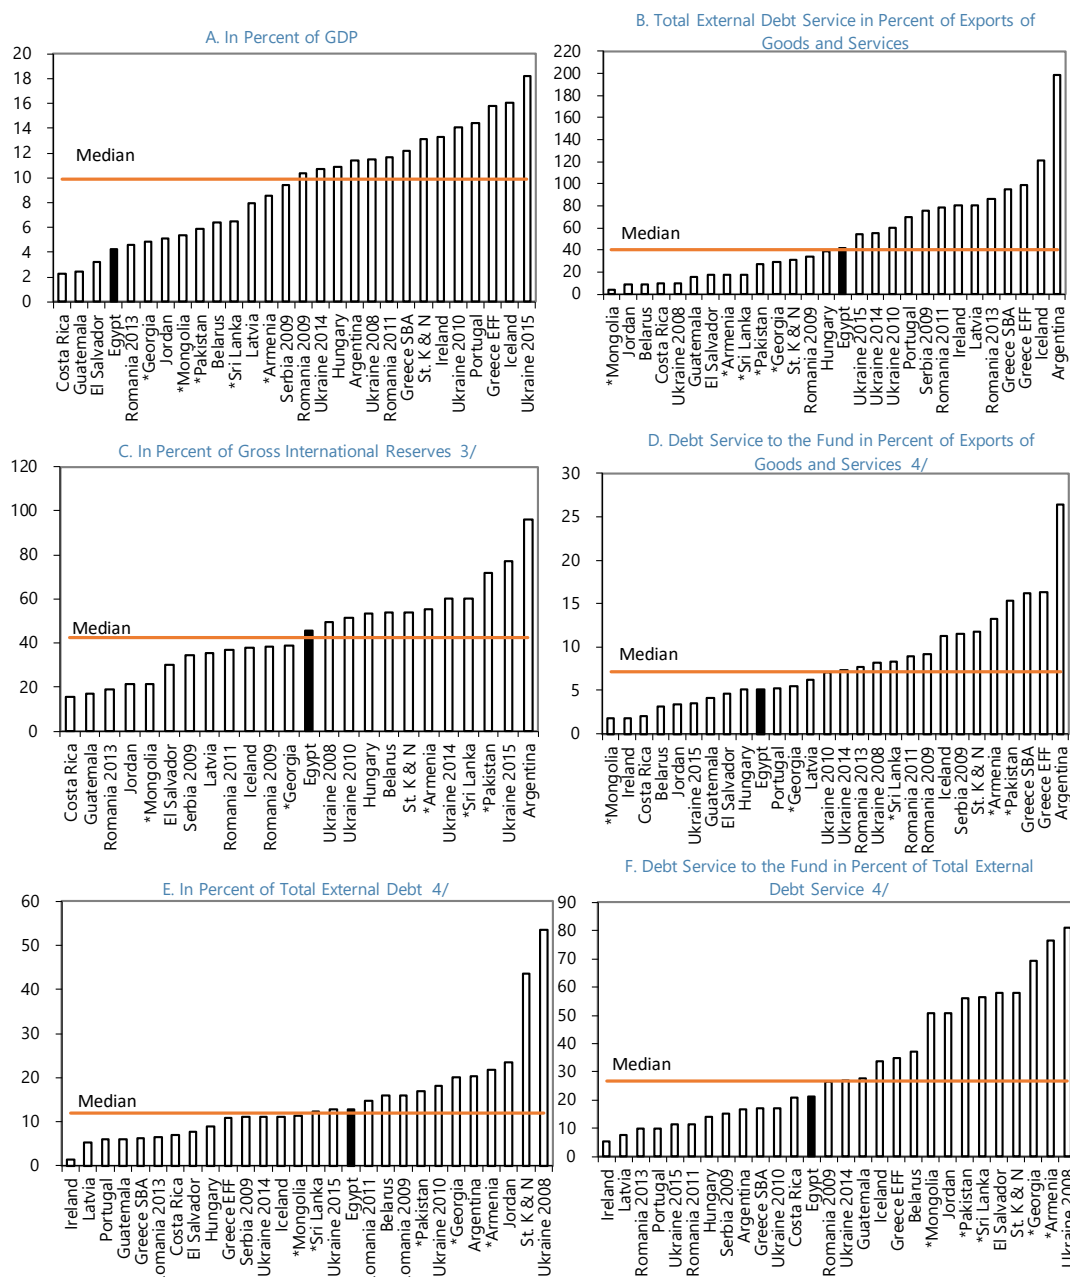 A. In Percent of GDP
20
18
16
14
12
10
8
6
4
2
0
Median
Costa Rica
Guatemala
El Salvador
Egypt
Romania 2013
*Georgia
Jordan
*Mongolia
*Pakistan
Belarus
*Sri Lanka
Latvia
*Armenia
Serbia 2009
Romania 2009
Ukraine 2014
Hungary
Argentina
Ukraine 2008
Romania 2011
Greece SBA
St. K & N
Ireland
Ukraine 2010
Portugal
Greece EFF
Iceland
Ukraine 2015
B. Total External Debt Service in Percent of Exports of
Goods and Services
220
200
180
160
140
120
100
80
60
40
20
0
Median
*Mongolia
Jordan
Belarus
Costa Rica
Ukraine 2008
Guatemala
El Salvador
*Armenia
*Sri Lanka
*Pakistan
*Georgia
St. K & N
Romania 2009
Hungary
Egypt
Ukraine 2015
Ukraine 2014
Ukraine 2010
Portugal
Serbia 2009
Romania 2011
Ireland
Latvia
Romania 2013
Greece SBA
Greece EFF
Iceland
Argentina
C. In Percent of Gross International Reserves 3/
120
100
80
60
40
20
0
Median
Costa Rica
Guatemala
Romania 2013
Jordan
*Mongolia
El Salvador
Serbia 2009
Latvia
Romania 2011
Iceland
Romania 2009
*Georgia
Egypt
Ukraine 2008
Ukraine 2010
Hungary
Belarus
St. K & N
*Armenia
Ukraine 2014
*Sri Lanka
*Pakistan
Ukraine 2015
Argentina
D. Debt Service to the Fund in Percent of Exports of
Goods and Services 4/
30
25
20
15
10
5
0
Median
*Mongolia
Ireland
Costa Rica
Belarus
Jordan
Ukraine 2015
Guatemala
El Salvador
Hungary
Egypt
Portugal
*Georgia
Latvia
Ukraine 2010
Ukraine 2014
Romania 2013
Ukraine 2008
*Sri Lanka
Romania 2011
Romania 2009
Iceland
Serbia 2009
St. K & N
*Armenia
*Pakistan
Greece SBA
Greece EFF
Argentina
E. In Percent of Total External Debt 4/
60
50
40
30
20
10
0
Median
Ireland
Latvia
Portugal
Guatemala
Greece SBA
omania 2013
Costa Rica
El Salvador
Hungary
Greece EFF
Serbia 2009
Ukraine 2014
Iceland
*Mongolia
*Sri Lanka
Ukraine 2015
Egypt
omania 2011
Belarus
omania 2009
*Pakistan
Ukraine 2010
*Georgia
Argentina
*Armenia
Jordan
St. K & N
Ukraine 2008
F. Debt Service to the Fund in Percent of Total External
Debt Service 4/
90
80
70
60
50
40
30
20
10
0
Median
Ireland
Latvia
Romania 2013
Portugal
Ukraine 2015
Romania 2011
Hungary
Serbia 2009
Argentina
Greece SBA
Ukraine 2010
Costa Rica
Egypt
Romania 2009
Ukraine 2014
Guatemala
Iceland
Greece EFF
Belarus
*Mongolia
Jordan
*Pakistan
*Sri Lanka
El Salvador
St. K & N
*Georgia
*Armenia
Ukraine 2008